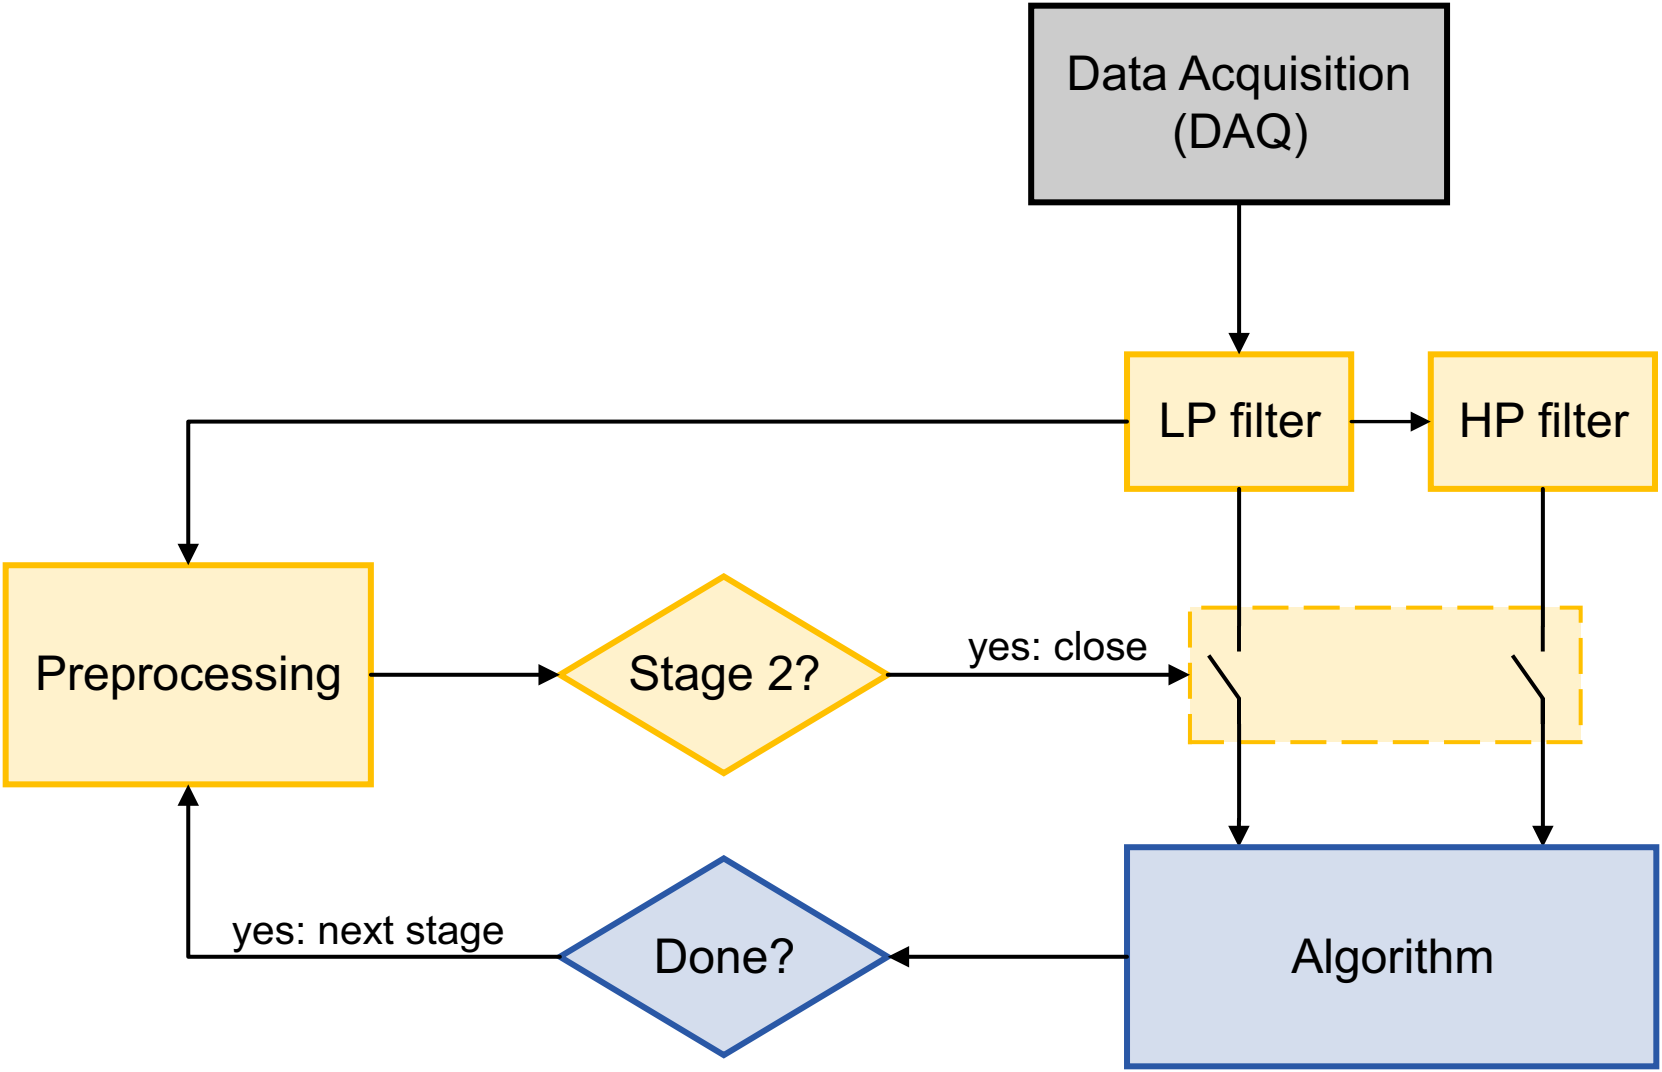 Data Acquisition
(DAQ)
LP filter
HP filter
Preprocessing
Stage 2?
yes: close
yes: next stage
Done?
Algorithm